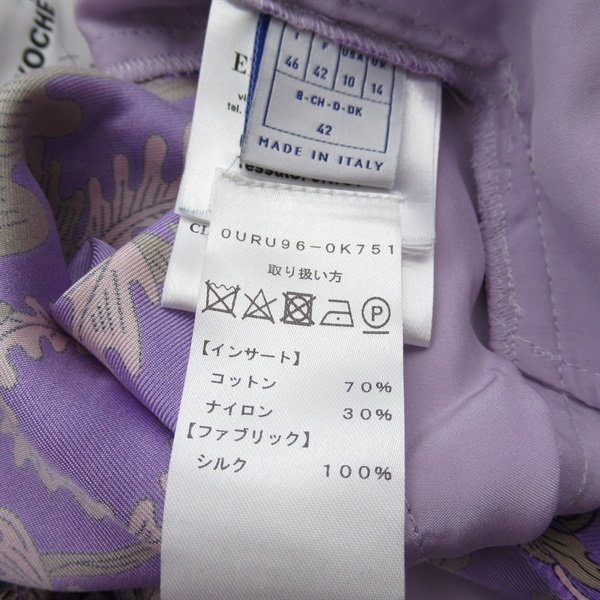 OCHE
I F USA UK
46 42 10 14
B-CH-D-DK
42
MADE IN ITALY
tel.
0URU96-0K751
取り扱い方
P
【インサート】
コットン 70%
ナイロン 30%
【ファブリック】
シルク 100%